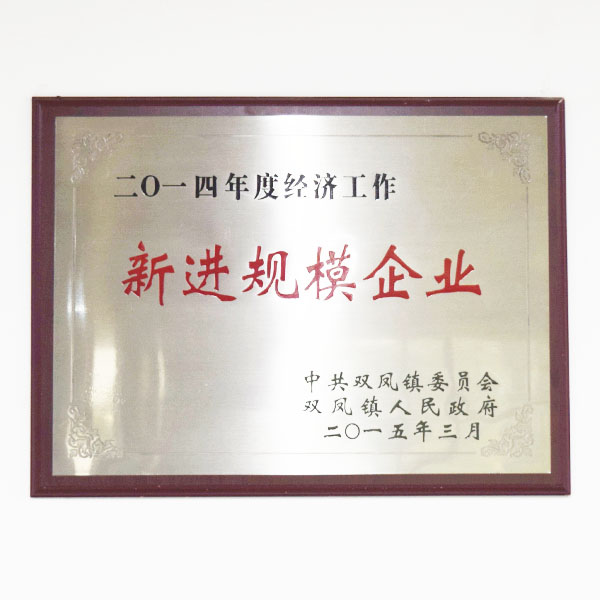 二〇一四年度经济工作
新进规模企业
中共双凤镇委员会
双凤镇人民政府
二〇一五年三月